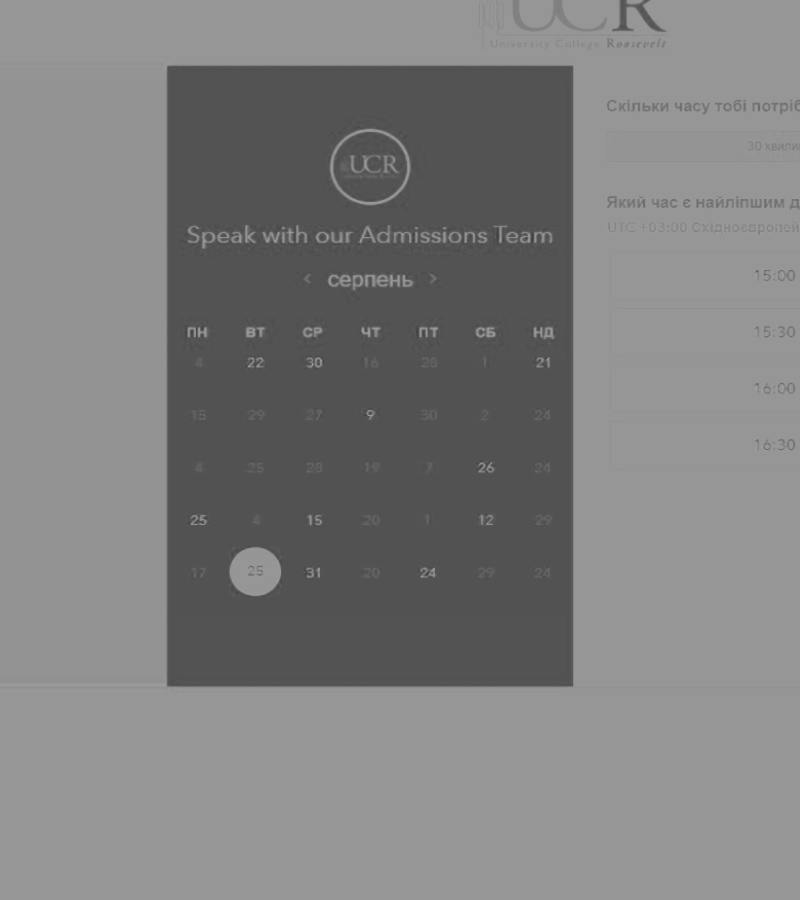 UCR
University College Roosevelt
UCR
Speak with our Admissions Team
< серпень >
ПН ВТ СР ЧТ ПТ СБ НД
4 22 30 16 28 1 21
15 29 27 9 30 2 24
4 25 28 19 7 26 24
25 4 15 20 1 12 29
17 25 31 20 24 29 24
Скільки часу тобі потріб
30 хвили
Який час є найліпшим д
UTC +03:00 Східноєвропей
15:00
15:30
16:00
16:30